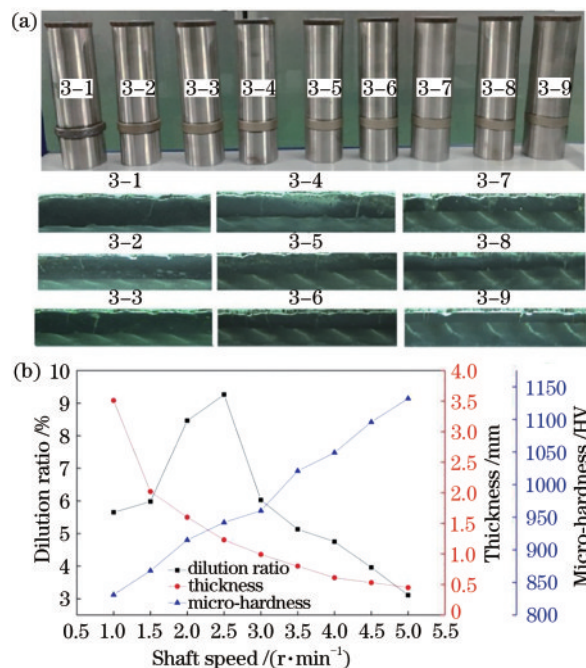 (a)
3-1 3-2 3-3 3-4 3-5 3-6 3-7 3-8 3-9
3-1 3-4 3-7
3-2 3-5 3-8
3-3 3-6 3-9
(b)
10
9
8
7
6
5
4
3
Dilution ratio /%
4.0
3.5
3.0
2.5
2.0
1.5
1.0
0.5
0
Thickness /mm
1150
1100
1050
1000
950
900
850
800
Micro-hardness /HV
dilution ratio
thickness
micro-hardness
0.5 1.0 1.5 2.0 2.5 3.0 3.5 4.0 4.5 5.0 5.5
Shaft speed /(r·min⁻¹)